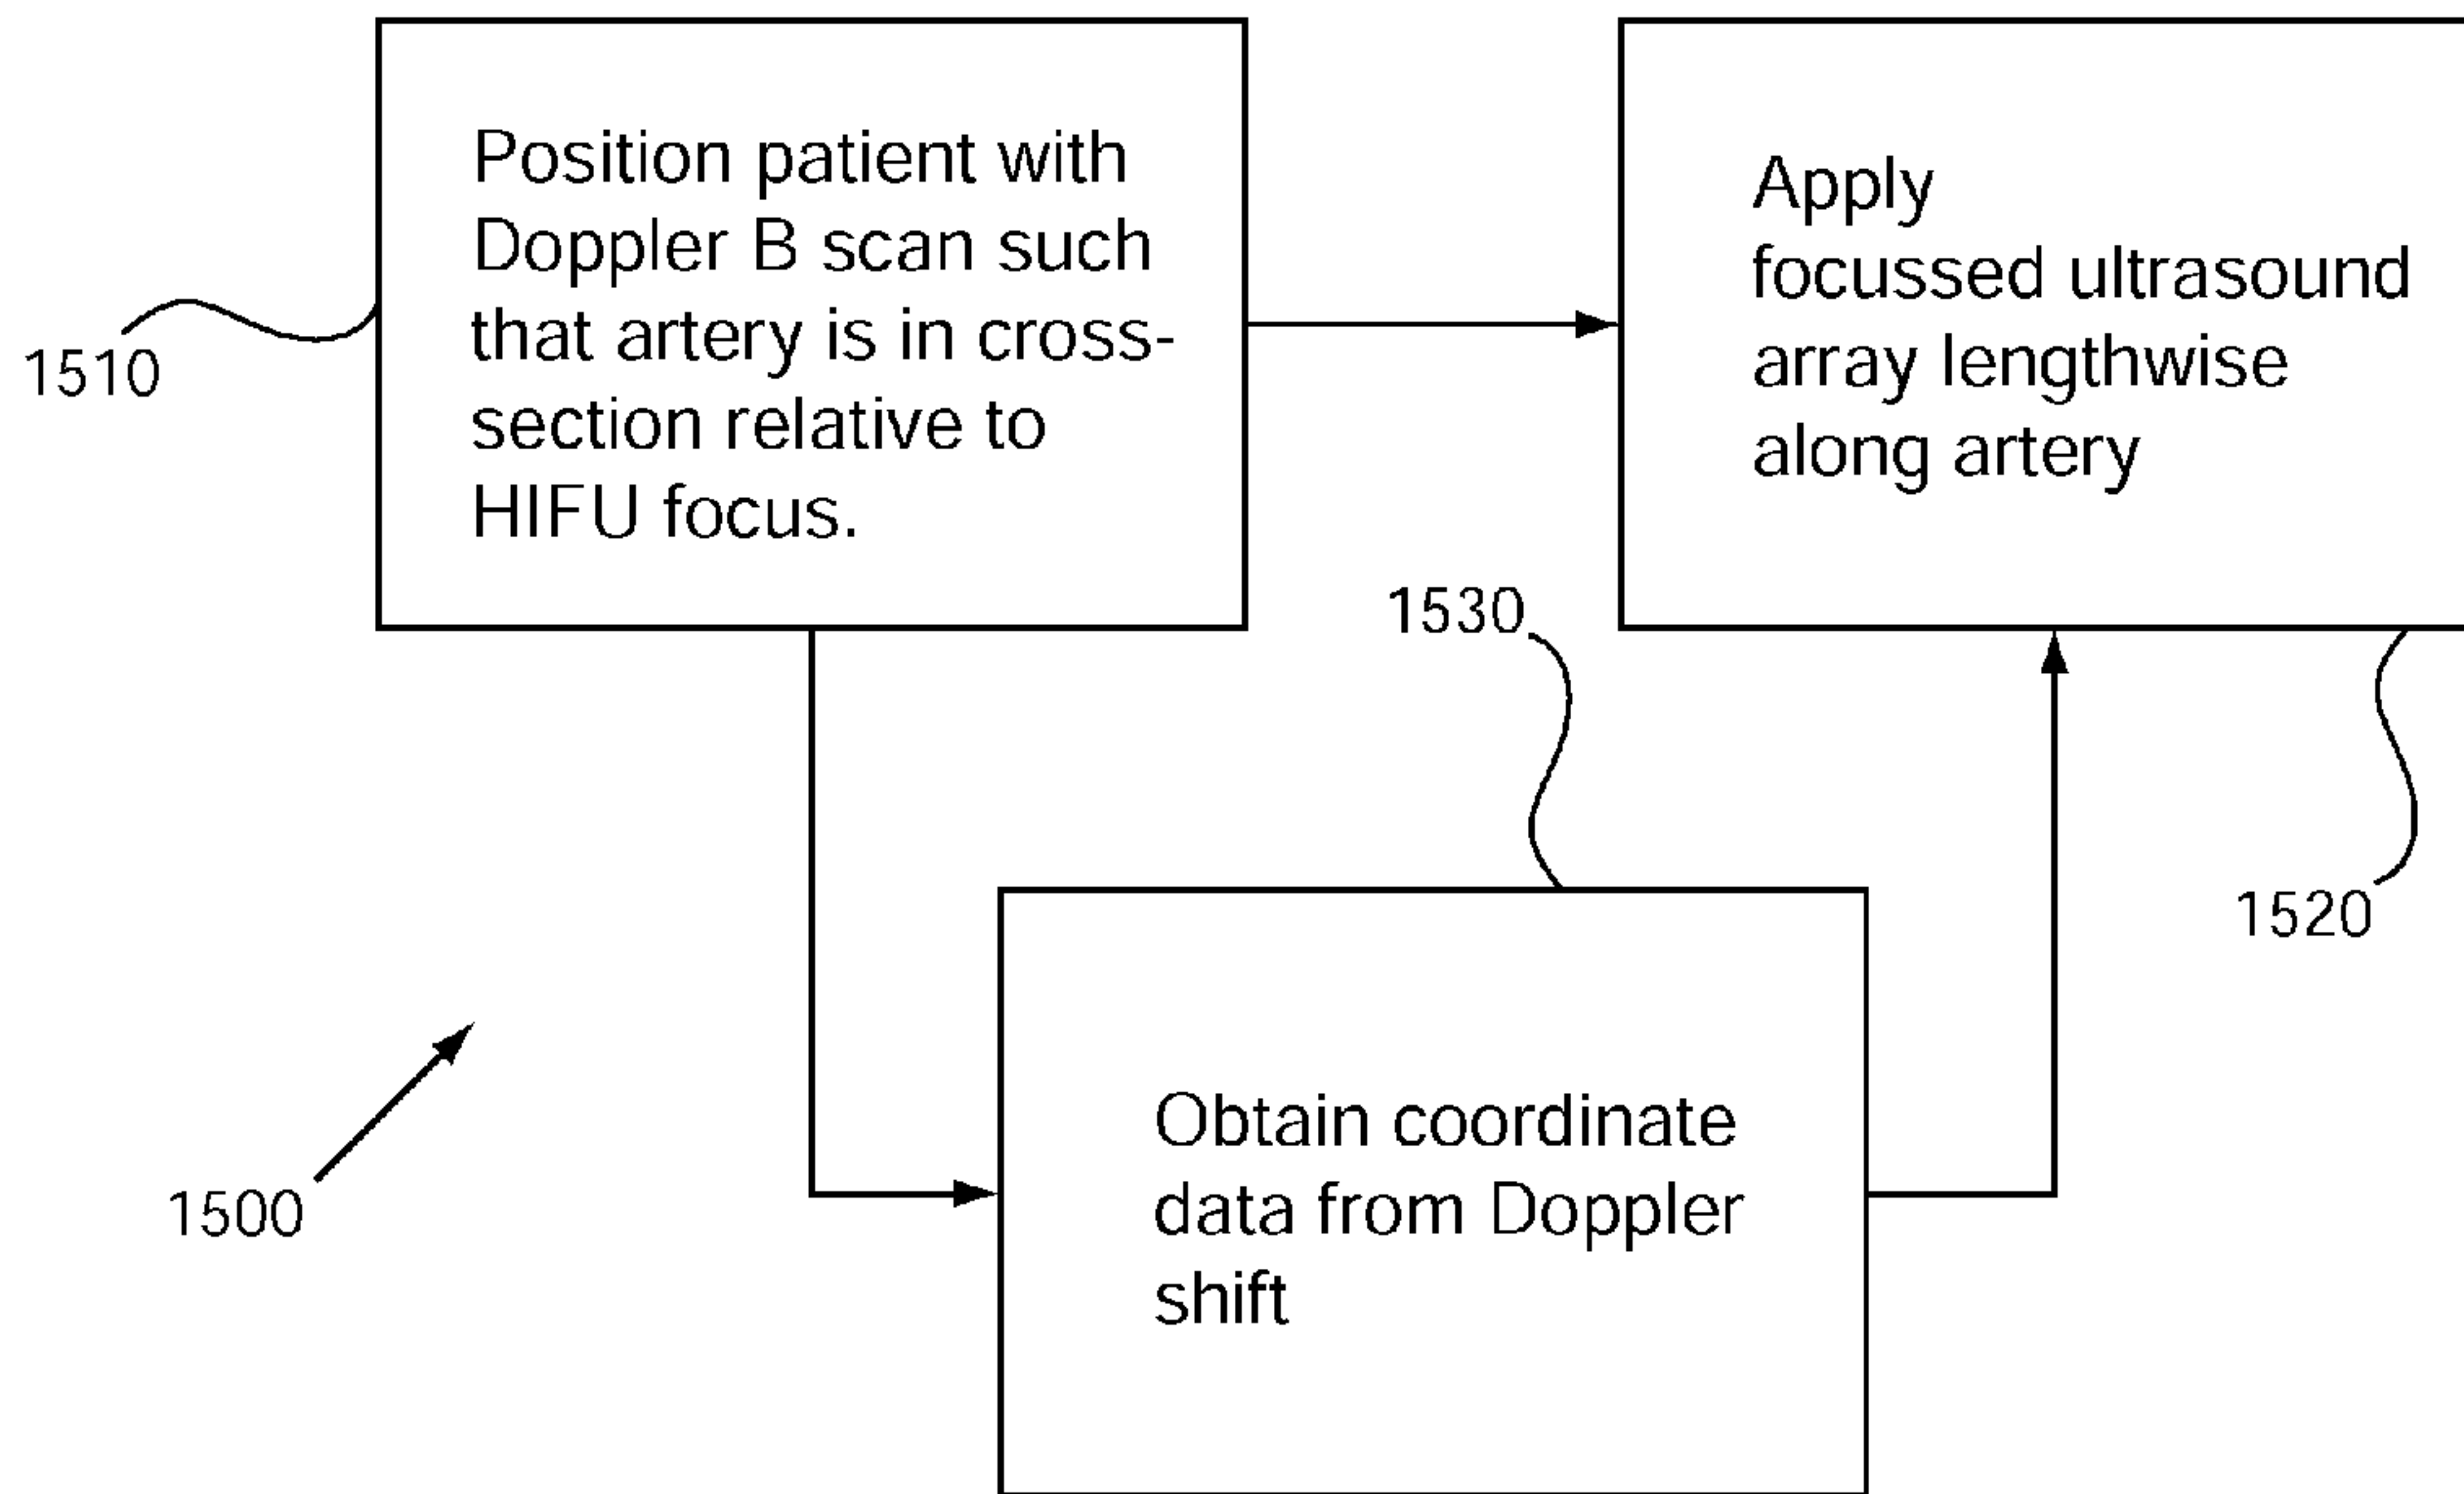 Position patient with
Doppler B scan such
that artery is in cross-
section relative to
HIFU focus.
1510
Apply
focussed ultrasound
array lengthwise
along artery
1530
1520
Obtain coordinate
data from Doppler
shift
1500